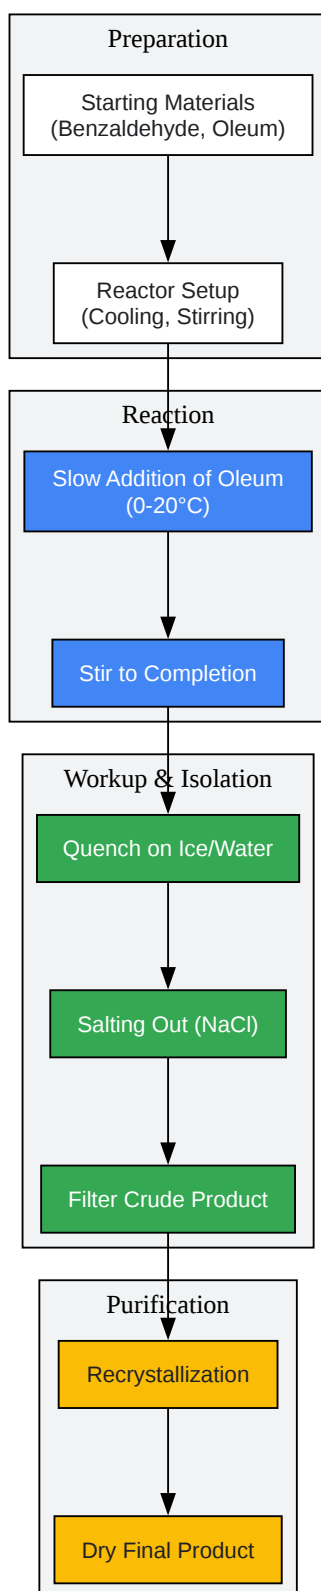 Preparation
Starting Materials
(Benzaldehyde, Oleum)
Reactor Setup
(Cooling, Stirring)
Reaction
Slow Addition of Oleum
(0-20°C)
Stir to Completion
Workup & Isolation
Quench on Ice/Water
Salting Out (NaCl)
Filter Crude Product
Purification
Recrystallization
Dry Final Product